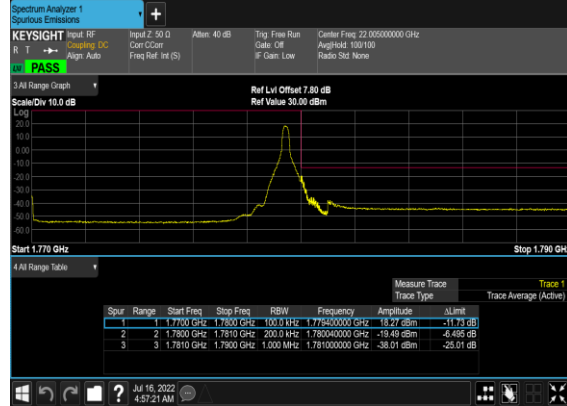 Spectrum Analyzer 1
Spurious Emissions
+
KEYSIGHT Input: RF Input Z: 50 Ω Atten: 40 dB Trig: Free Run Center Freq: 22.005000000 GHz
R T Coupling: DC Corr CCorr Gate: Off Avg|Hold: 100/100
Align: Auto Freq Ref: Int (S) IF Gain: Low Radio Std: None
LW PASS
3 All Range Graph Ref Lvl Offset 7.80 dB
Scale/Div 10.0 dB Ref Value 30.00 dBm
Log
20.0
10.0
0.00
-10.0
-20.0
-30.0
-40.0
-50.0
-60.0
Start 1.770 GHz Stop 1.790 GHz
4 All Range Table
Measure Trace Trace 1
Trace Type Trace Average (Active)
Spur Range Start Freq Stop Freq RBW Frequency Amplitude ΔLimit
1 1 1.7700 GHz 1.7800 GHz 100.0 kHz 1.779400000 GHz 18.27 dBm -11.73 dB
2 2 1.7800 GHz 1.7810 GHz 200.0 kHz 1.780040000 GHz -19.49 dBm -6.495 dB
3 3 1.7810 GHz 1.7900 GHz 1.000 MHz 1.781000000 GHz -38.01 dBm -25.01 dB
? Jul 16, 2022
4:57:21 AM